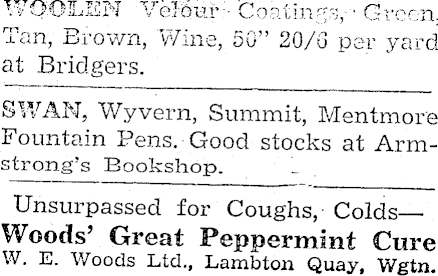 WOOLEN Velour Coatings, Green,
Tan, Brown, Wine, 50" 20/6 per yard
at Bridgers.
SWAN, Wyvern, Summit, Mentmore
Fountain Pens. Good stocks at Arm-
strong's Bookshop.
Unsurpassed for Coughs, Colds—
Woods' Great Peppermint Cure
W. E. Woods Ltd., Lambton Quay, Wgtn.